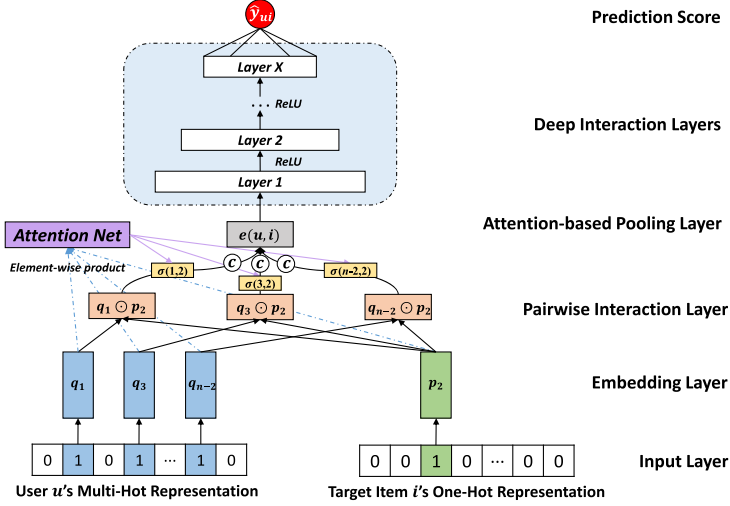 ŷ_ui
Prediction Score
Layer X
... ReLU
Layer 2
Deep Interaction Layers
ReLU
Layer 1
Attention Net
e(u, i)
Attention-based Pooling Layer
Element-wise product
C C C
σ(1,2) σ(3,2) σ(n-2,2)
q₁ ⊙ p₂ q₃ ⊙ p₂ qₙ₋₂ ⊙ p₂
Pairwise Interaction Layer
q₁ q₃ qₙ₋₂ p₂
Embedding Layer
0 1 0 1 ... 1 0 0 0 1 0 ... 0 0
Input Layer
User u's Multi-Hot Representation
Target Item i's One-Hot Representation